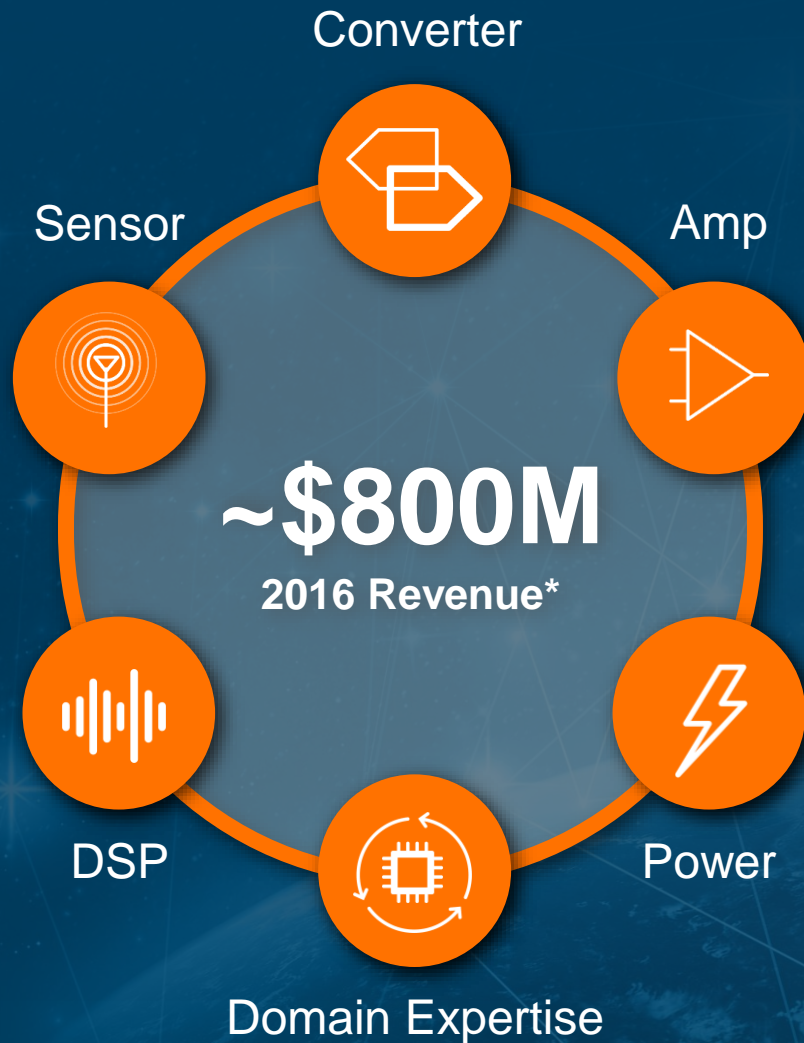 Converter
Sensor
Amp
~$800M
2016 Revenue*
DSP
Power
Domain Expertise